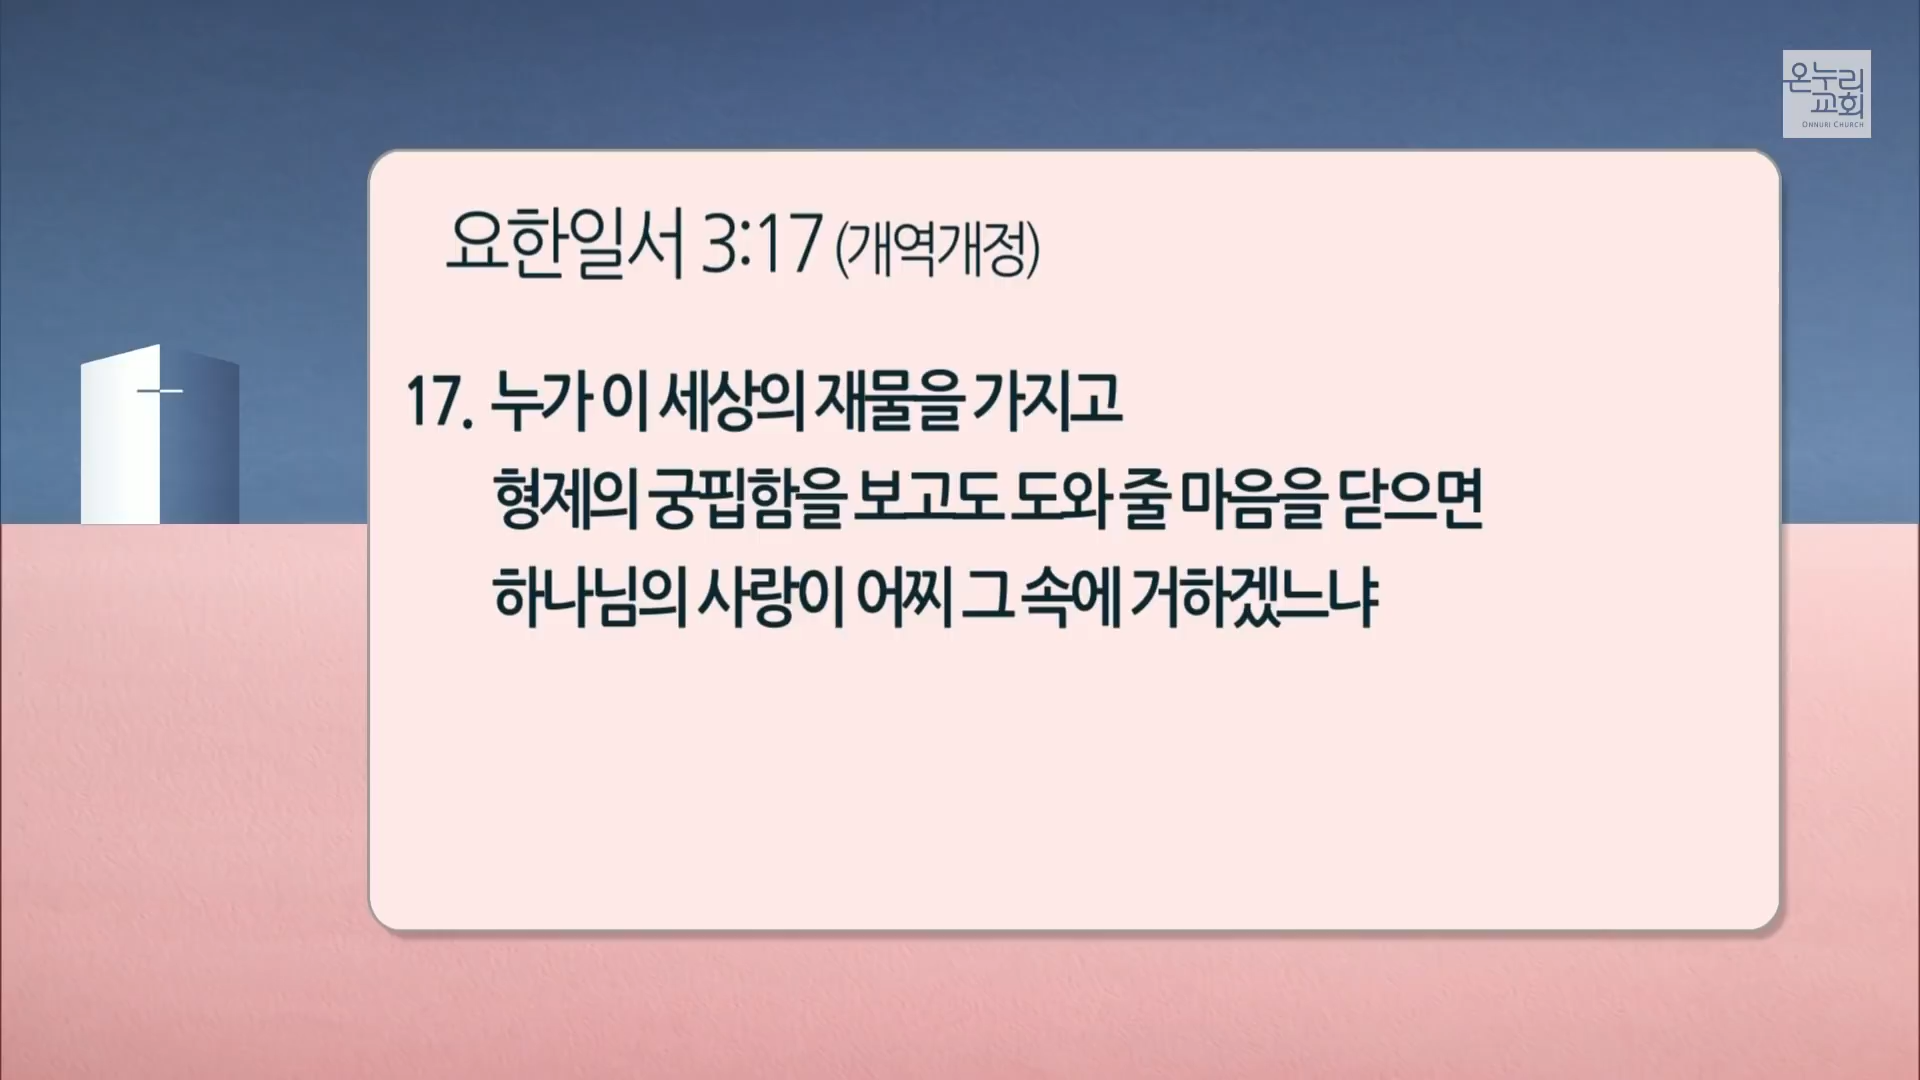 온누리
교회
ONNURI CHURCH
요한일서 3:17 (개역개정)
17. 누가 이 세상의 재물을 가지고
형제의 궁핍함을 보고도 도와 줄 마음을 닫으면
하나님의 사랑이 어찌 그 속에 거하겠느냐